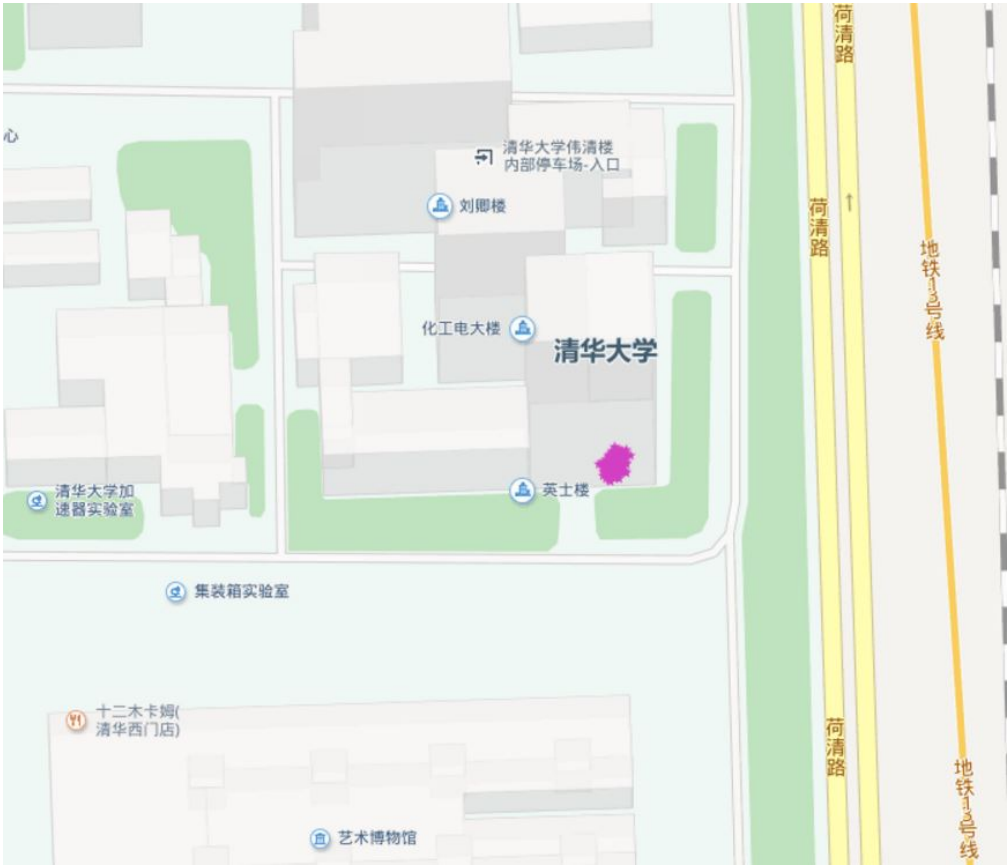 荷清路
心
清华大学伟清楼
内部停车场-入口
刘卿楼
荷清路
地铁13号线
化工电大楼
清华大学
清华大学加
速器实验室
英士楼
集装箱实验室
十二木卡姆(
清华西门店)
荷清路
地铁13号线
艺术博物馆